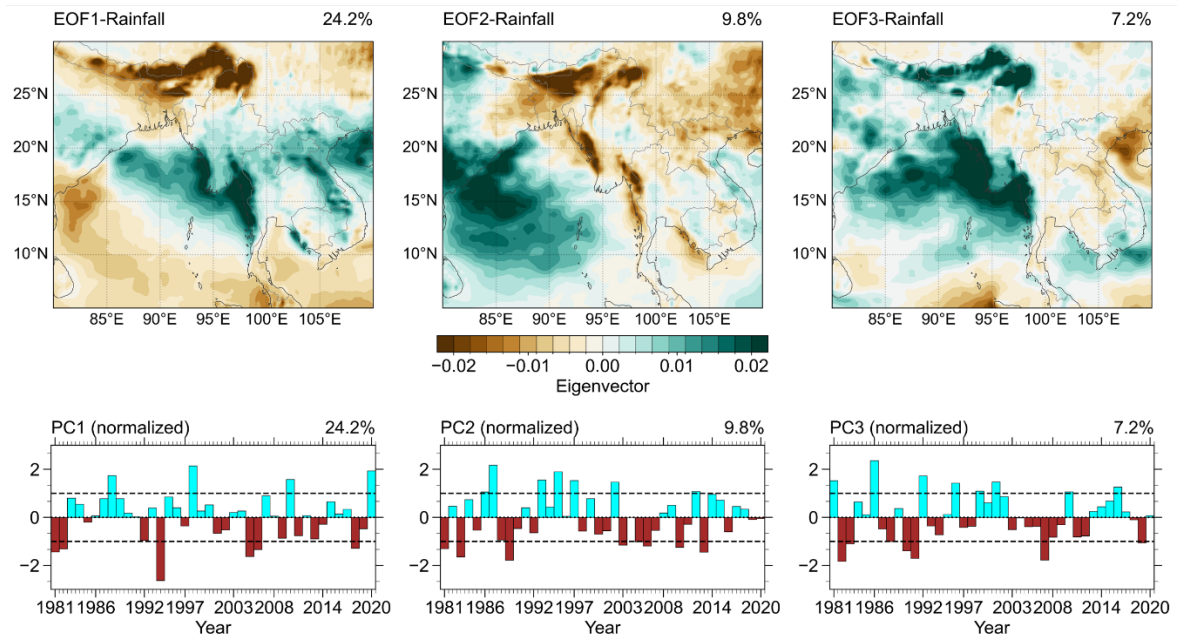 EOF1-Rainfall 24.2% EOF2-Rainfall 9.8% EOF3-Rainfall 7.2%
25°N
20°N
15°N
10°N
25°N
20°N
15°N
10°N
25°N
20°N
15°N
10°N
85°E 90°E 95°E 100°E 105°E
85°E 90°E 95°E 100°E 105°E
85°E 90°E 95°E 100°E 105°E
−0.02 −0.01 0.00 0.01 0.02
Eigenvector
PC1 (normalized) 24.2%
2
0
−2
1981 1986 1992 1997 2003 2008 2014 2020
Year
PC2 (normalized) 9.8%
2
0
−2
1981 1986 1992 1997 2003 2008 2014 2020
Year
PC3 (normalized) 7.2%
2
0
−2
1981 1986 1992 1997 2003 2008 2014 2020
Year